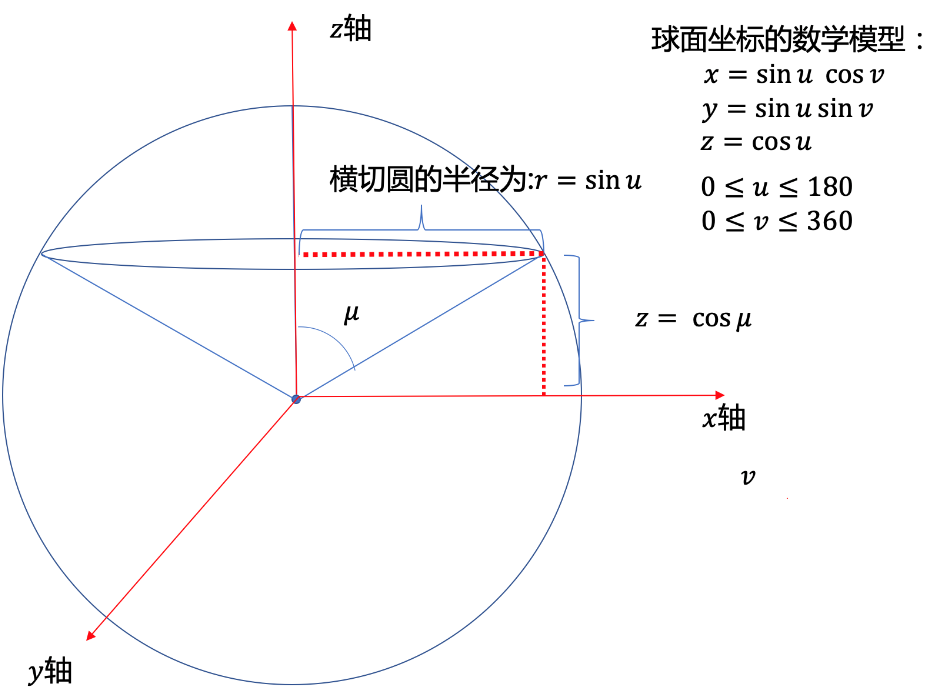 z轴
球面坐标的数学模型：
x = sin u cos v
y = sin u sin v
z = cos u
横切圆的半径为:r = sin u
0 ≤ u ≤ 180
0 ≤ v ≤ 360
μ
z = cos μ
x轴
v
y轴